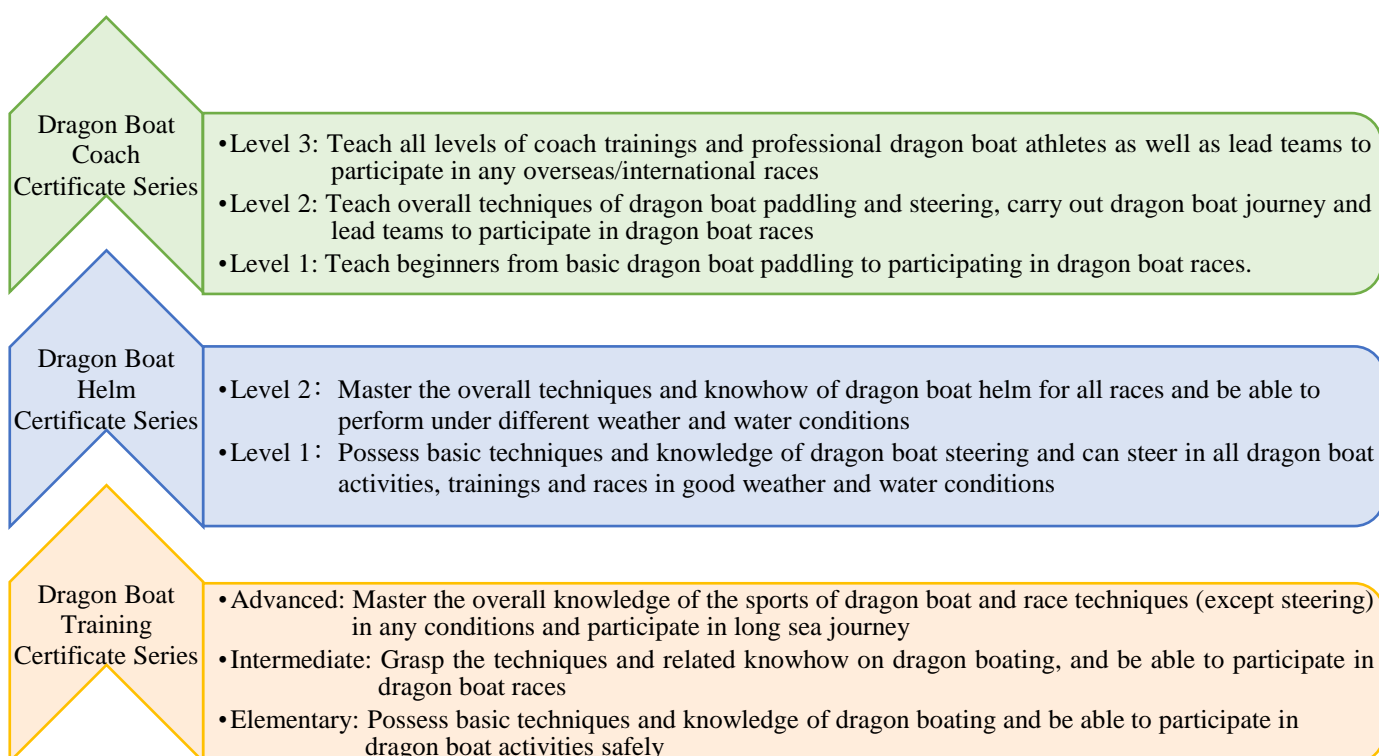 Dragon Boat
Coach
Certificate Series
•Level 3: Teach all levels of coach trainings and professional dragon boat athletes as well as lead teams to
participate in any overseas/international races
•Level 2: Teach overall techniques of dragon boat paddling and steering, carry out dragon boat journey and
lead teams to participate in dragon boat races
•Level 1: Teach beginners from basic dragon boat paddling to participating in dragon boat races.
Dragon Boat
Helm
Certificate Series
•Level 2： Master the overall techniques and knowhow of dragon boat helm for all races and be able to
perform under different weather and water conditions
•Level 1： Possess basic techniques and knowledge of dragon boat steering and can steer in all dragon boat
activities, trainings and races in good weather and water conditions
Dragon Boat
Training
Certificate Series
•Advanced: Master the overall knowledge of the sports of dragon boat and race techniques (except steering)
in any conditions and participate in long sea journey
•Intermediate: Grasp the techniques and related knowhow on dragon boating, and be able to participate in
dragon boat races
•Elementary: Possess basic techniques and knowledge of dragon boating and be able to participate in
dragon boat activities safely